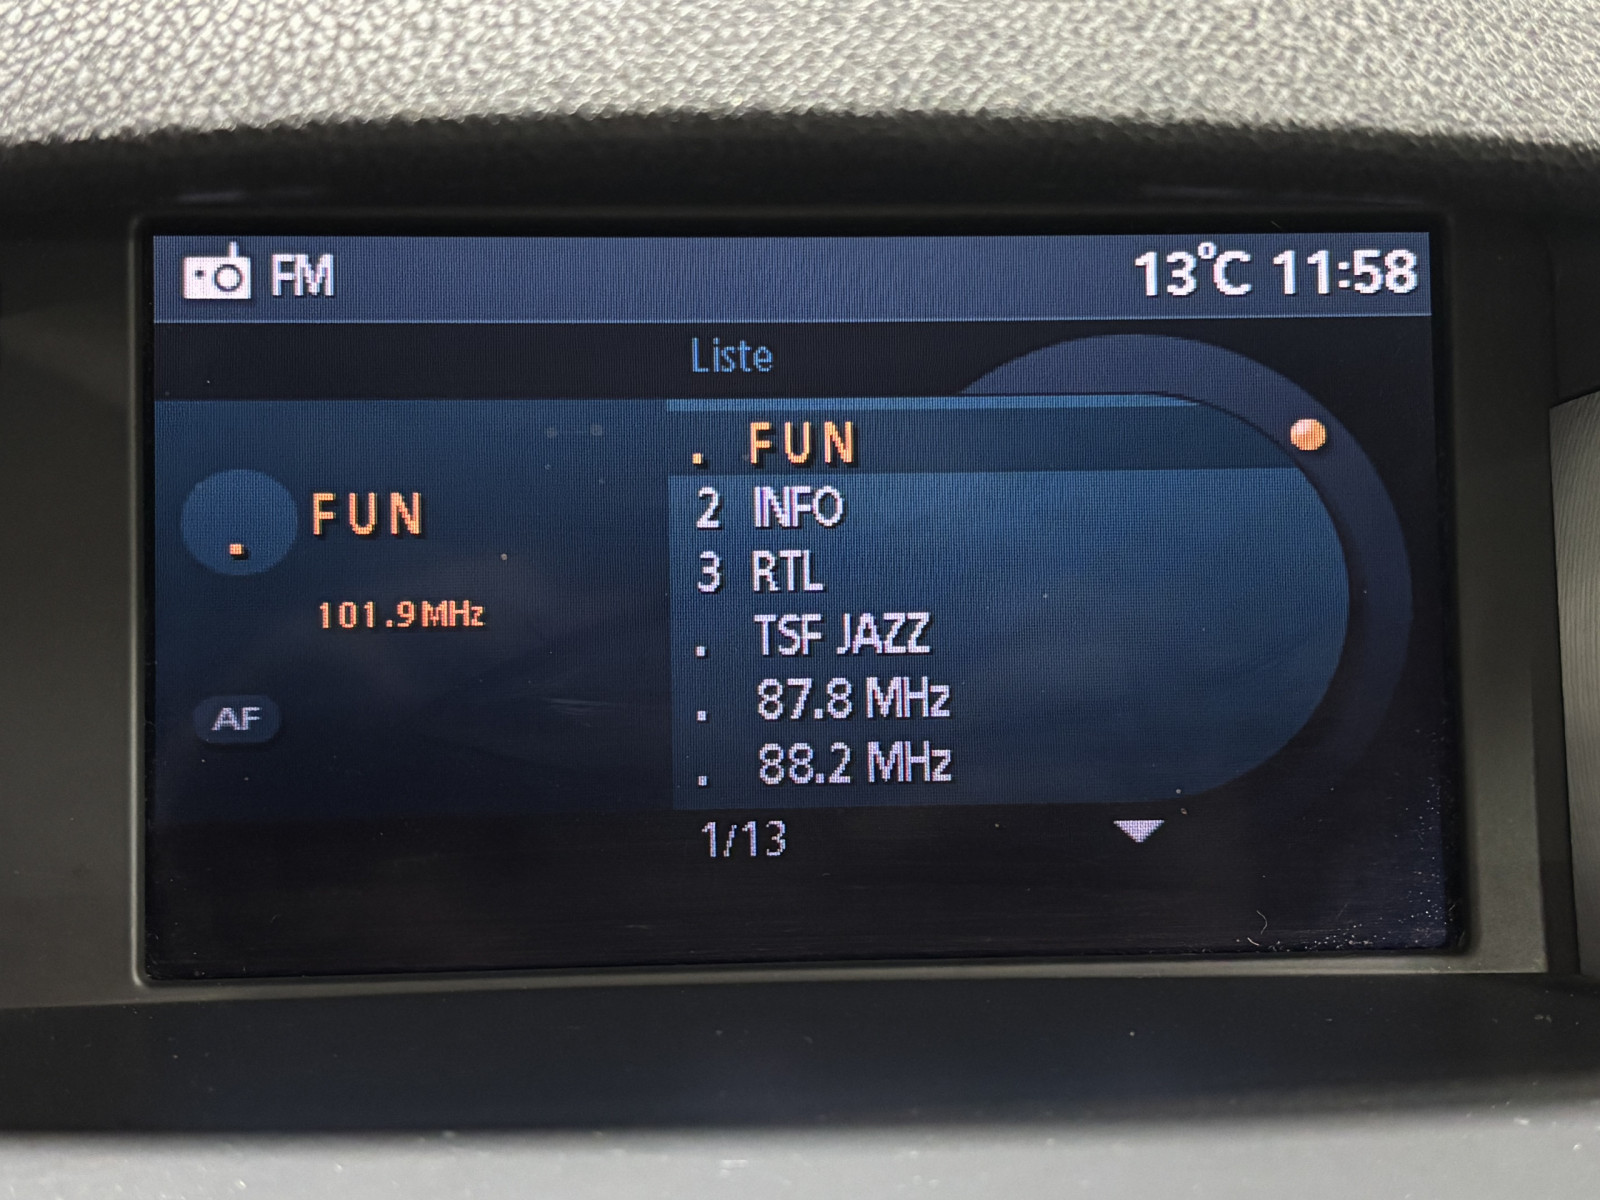 FM
13°C 11:58
Liste
. FUN
2 INFO
3 RTL
. TSF JAZZ
. 87.8 MHz
. 88.2 MHz
1/13
. FUN
101.9 MHz
AF